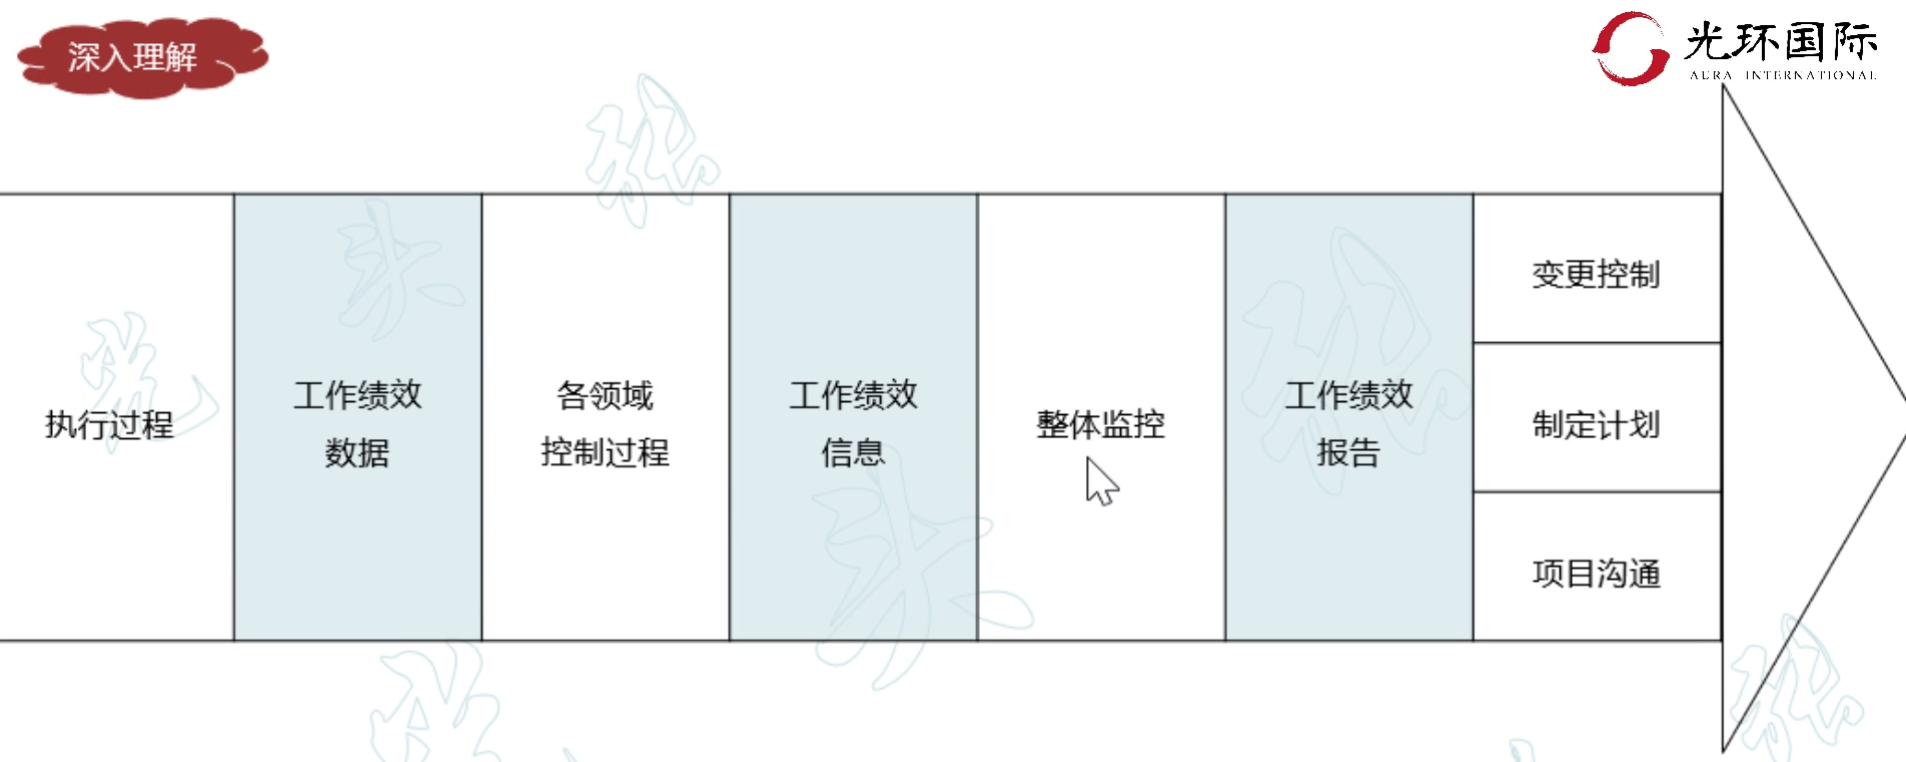 深入理解
光环国际
AURA INTERNATIONAL
执行过程
工作绩效
数据
各领域
控制过程
工作绩效
信息
整体监控
工作绩效
报告
变更控制
制定计划
项目沟通